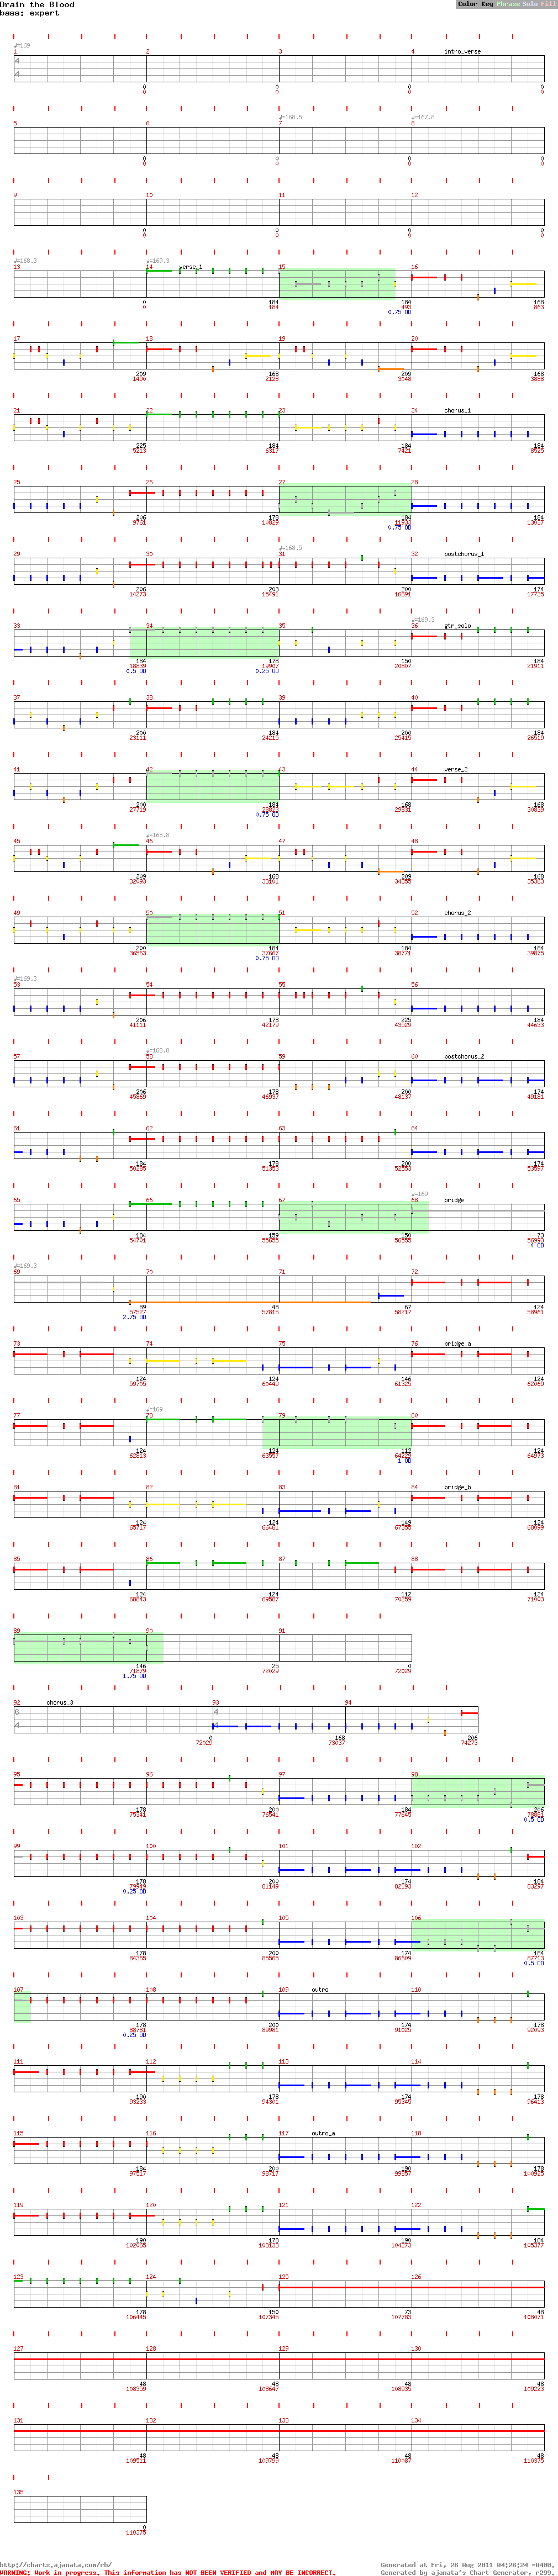 Drain the Blood
Color Key Phrase Solo Fill
bass: expert
♩=169
1 2 3 4 intro_verse
0 0 0 0
0 0 0 0
♩=168.5 ♩=167.8
5 6 7 8
0 0 0 0
0 0 0 0
9 10 11 12
0 0 0 0
0 0 0 0
♩=168.3 ♩=169.3
13 14 verse_1 15 16
0 184 184 168
0 184 493 863
0.75 OD
17 18 19 20
209 168 209 168
1490 2128 3048 3888
21 22 23 24 chorus_1
225 184 184 184
5213 6317 7421 8525
25 26 27 28
206 178 184 184
9761 10829 11933 13037
0.75 OD
♩=168.5
29 30 31 32 postchorus_1
206 203 200 174
14273 15491 16691 17735
♩=169.3
33 34 35 36 gtr_solo
184 178 150 184
18839 19907 20807 21911
0.5 OD 0.25 OD
37 38 39 40
200 184 200 184
23111 24215 25415 26519
41 42 43 44 verse_2
200 184 168 168
27719 28823 29831 30839
0.75 OD
♩=168.8
45 46 47 48
209 168 209 168
32093 33101 34355 35363
49 50 51 52 chorus_2
200 184 184 184
36563 37667 38771 39875
0.75 OD
♩=169.3
53 54 55 56
206 178 225 184
41111 42179 43529 44633
♩=168.8
57 58 59 60 postchorus_2
206 178 200 174
45869 46937 48137 49181
61 62 63 64
184 178 200 174
50285 51353 52553 53597
♩=169
65 66 67 68 bridge
184 159 150 73
54701 55655 56555 56993
4 OD
♩=169.3
69 70 71 72
89 48 67 124
57527 57815 58217 58961
2.75 OD
73 74 75 76 bridge_a
124 124 146 124
59705 60449 61325 62069
♩=169
77 78 79 80
124 124 112 124
62813 63557 64229 64973
1 OD
81 82 83 84 bridge_b
124 124 149 124
65717 66461 67355 68099
85 86 87 88
124 124 112 124
68843 69587 70259 71003
89 90 91
146 25 0
71879 72029 72029
1.75 OD
92 chorus_3 93 94
0 168 206
72029 73037 74273
95 96 97 98
178 200 184 206
75341 76541 77645 78881
0.5 OD
99 100 101 102
178 200 174 184
79949 81149 82193 83297
0.25 OD
103 104 105 106
178 200 174 184
84365 85565 86609 87713
0.5 OD
107 108 109 outro 110
178 200 174 178
88781 89981 91025 92093
0.25 OD
111 112 113 114
190 178 174 178
93233 94301 95345 96413
115 116 117 outro_a 118
184 200 190 178
97517 98717 99857 100925
119 120 121 122
190 178 190 184
102065 103133 104273 105377
123 124 125 126
178 150 73 48
106445 107345 107783 108071
127 128 129 130
48 48 48 48
108359 108647 108935 109223
131 132 133 134
48 48 48 48
109511 109799 110087 110375
135
0
110375
http://charts.ajanata.com/rb/
Generated at Fri, 26 Aug 2011 04:26:24 -0400.
WARNING: Work in progress. This information has NOT BEEN VERIFIED and MAY BE INCORRECT.
Generated by ajanata's Chart Generator, r299.